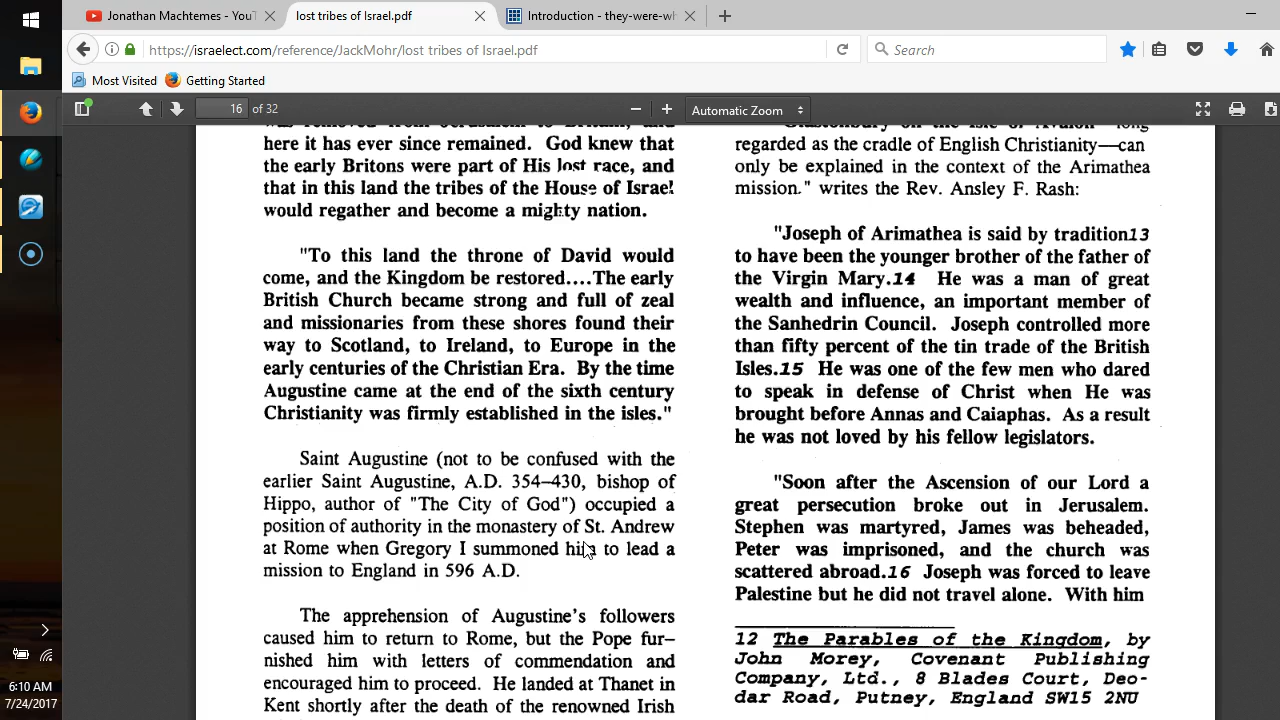 Jonathan Machtemes - YouT
lost tribes of Israel.pdf
Introduction - they-were-wh
https://israelect.com/reference/JackMohr/lost tribes of Israel.pdf
Search
Most Visited
Getting Started
16 of 32
Automatic Zoom
was removed from Jerusalem to Britain, and
here it has ever since remained. God knew that
the early Britons were part of His lost race, and
that in this land the tribes of the House of Israel
would regather and become a mighty nation.
"To this land the throne of David would
come, and the Kingdom be restored....The early
British Church became strong and full of zeal
and missionaries from these shores found their
way to Scotland, to Ireland, to Europe in the
early centuries of the Christian Era. By the time
Augustine came at the end of the sixth century
Christianity was firmly established in the isles."
Saint Augustine (not to be confused with the
earlier Saint Augustine, A.D. 354-430, bishop of
Hippo, author of "The City of God") occupied a
position of authority in the monastery of St. Andrew
at Rome when Gregory I summoned him to lead a
mission to England in 596 A.D.
The apprehension of Augustine's followers
caused him to return to Rome, but the Pope fur-
nished him with letters of commendation and
encouraged him to proceed. He landed at Thanet in
Kent shortly after the death of the renowned Irish
Glastonbury on the Isle of Avalon long
regarded as the cradle of English Christianity—can
only be explained in the context of the Arimathea
mission." writes the Rev. Ansley F. Rash:
"Joseph of Arimathea is said by tradition13
to have been the younger brother of the father of
the Virgin Mary.14 He was a man of great
wealth and influence, an important member of
the Sanhedrin Council. Joseph controlled more
than fifty percent of the tin trade of the British
Isles.15 He was one of the few men who dared
to speak in defense of Christ when He was
brought before Annas and Caiaphas. As a result
he was not loved by his fellow legislators.
"Soon after the Ascension of our Lord a
great persecution broke out in Jerusalem.
Stephen was martyred, James was beheaded,
Peter was imprisoned, and the church was
scattered abroad.16 Joseph was forced to leave
Palestine but he did not travel alone. With him
12 The Parables of the Kingdom, by
John Morey, Covenant Publishing
Company, Ltd., 8 Blades Court, Deo-
dar Road, Putney, England SW15 2NU
6:10 AM
7/24/2017